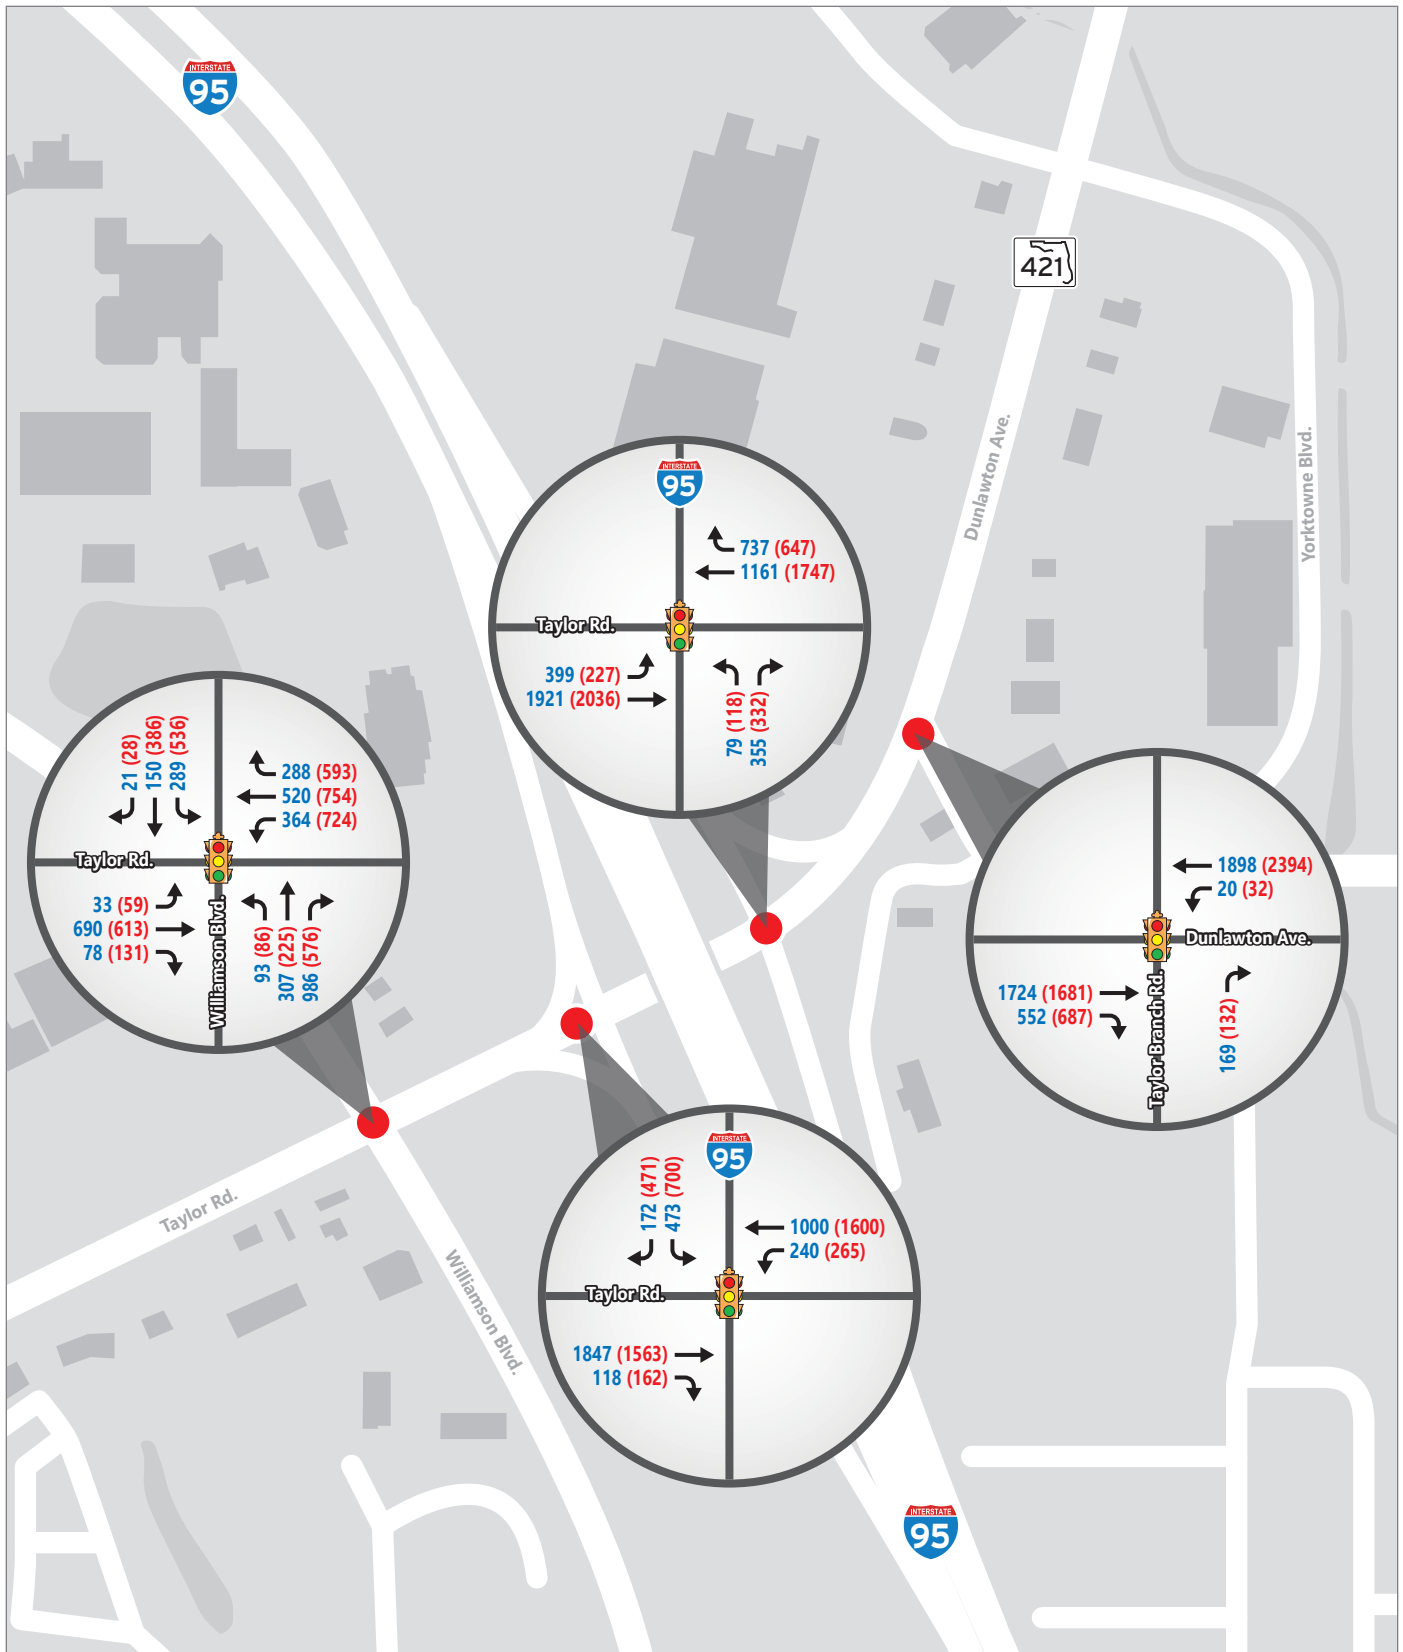 INTERSTATE
95
421
Dunlawton Ave.
Yorktowne Blvd.
INTERSTATE
95
737 (647)
1161 (1747)
Taylor Rd.
399 (227)
1921 (2036)
79 (118)
355 (332)
21 (28)
150 (386)
289 (536)
288 (593)
520 (754)
364 (724)
Taylor Rd.
33 (59)
690 (613)
78 (131)
Williamson Blvd.
93 (86)
307 (225)
986 (576)
1898 (2394)
20 (32)
Dunlawton Ave.
1724 (1681)
552 (687)
Taylor Branch Rd.
169 (132)
INTERSTATE
95
172 (471)
473 (700)
1000 (1600)
240 (265)
Taylor Rd.
1847 (1563)
118 (162)
Taylor Rd.
Williamson Blvd.
INTERSTATE
95